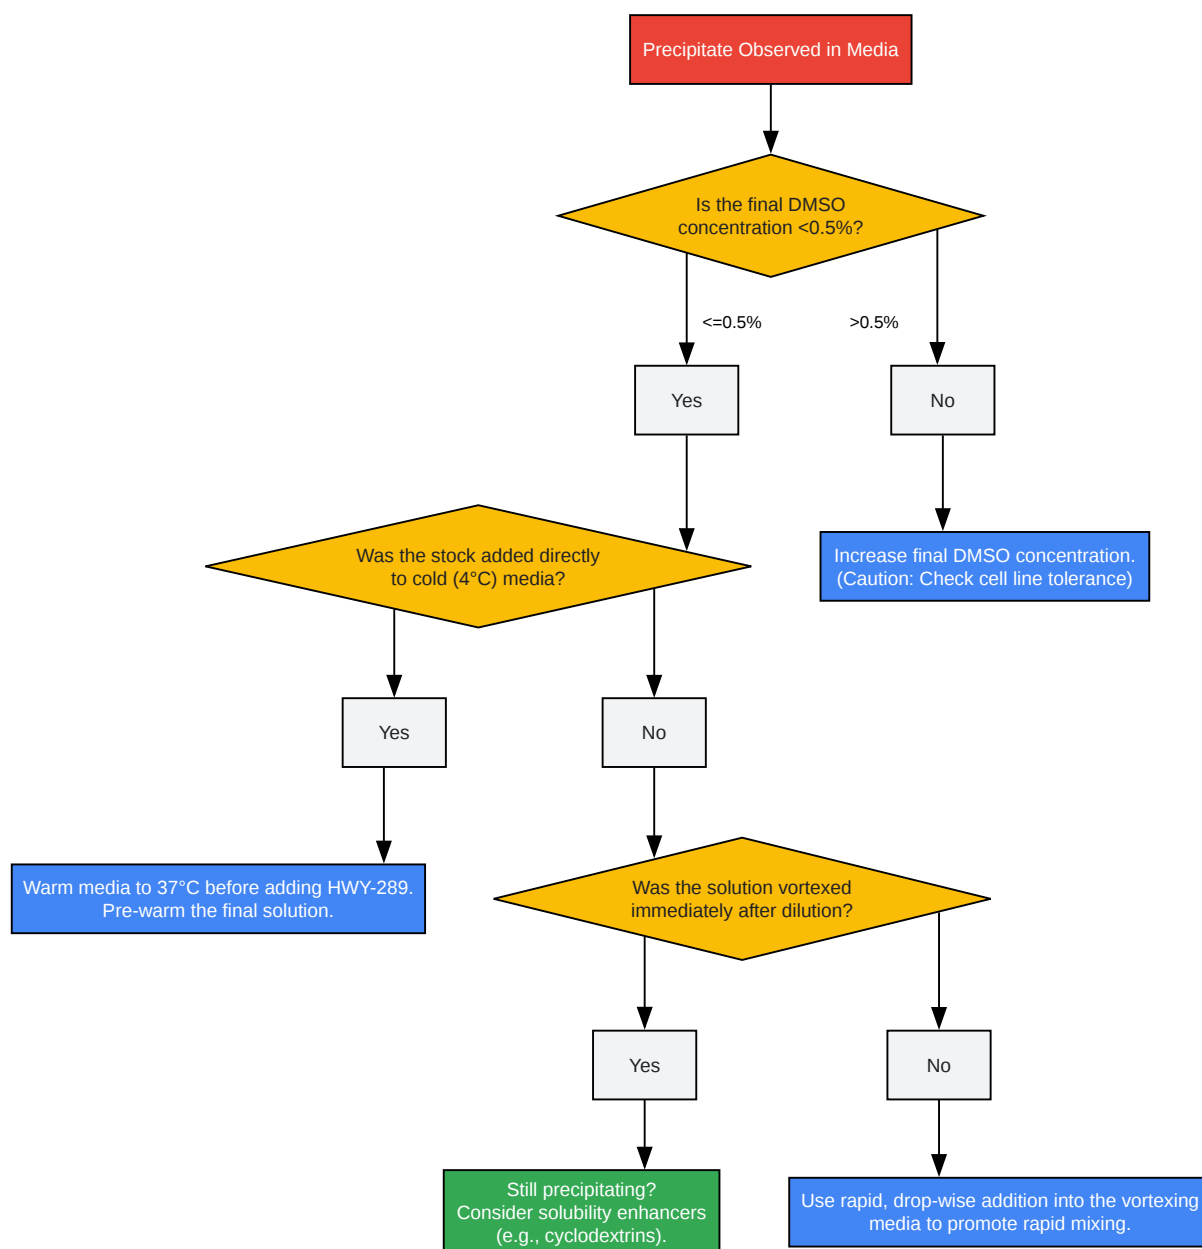 Precipitate Observed in Media
Is the final DMSO
concentration <0.5%?
<=0.5%
>0.5%
Yes
No
Was the stock added directly
to cold (4°C) media?
Increase final DMSO concentration.
(Caution: Check cell line tolerance)
Yes
No
Warm media to 37°C before adding HWY-289.
Pre-warm the final solution.
Was the solution vortexed
immediately after dilution?
Yes
No
Still precipitating?
Consider solubility enhancers
(e.g., cyclodextrins).
Use rapid, drop-wise addition into the vortexing
media to promote rapid mixing.